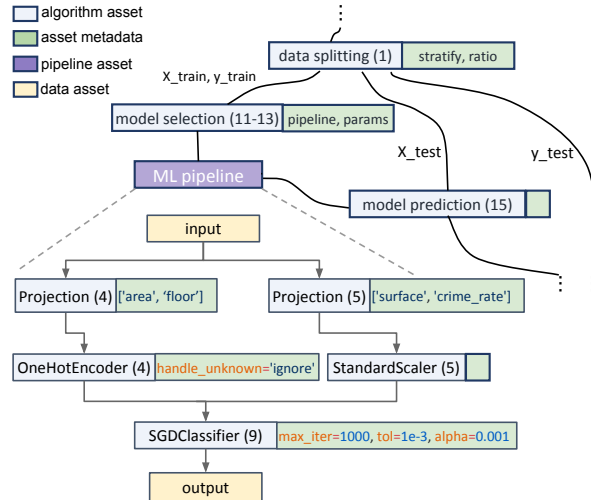 algorithm asset
asset metadata
pipeline asset
data asset
data splitting (1) stratify, ratio
X_train, y_train
model selection (11-13) pipeline, params
X_test
y_test
ML pipeline
model prediction (15)
input
Projection (4) ['area', ‘floor’]
Projection (5) ['surface', 'crime_rate']
OneHotEncoder (4) handle_unknown='ignore'
StandardScaler (5)
SGDClassifier (9) max_iter=1000, tol=1e-3, alpha=0.001
output